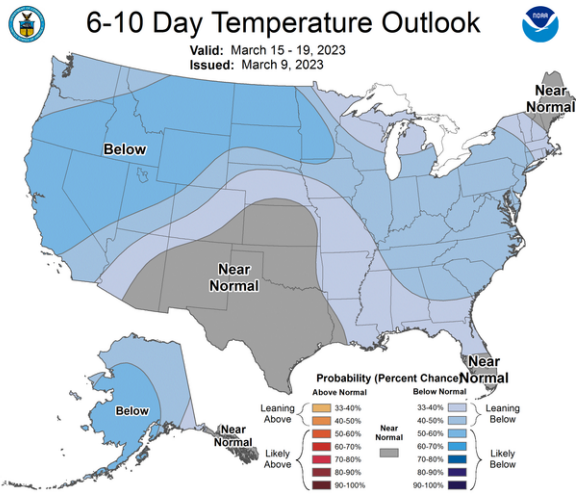 6-10 Day Temperature Outlook
Valid: March 15 - 19, 2023
Issued: March 9, 2023
NOAA
Near
Normal
Below
Near
Normal
Near
Normal
Below
Near
Normal
Probability (Percent Chance)
Above Normal
Below Normal
Leaning
Above
33-40%
40-50%
Likely
Above
50-60%
60-70%
70-80%
80-90%
90-100%
Near
Normal
33-40%
40-50%
Leaning
Below
50-60%
60-70%
70-80%
80-90%
90-100%
Likely
Below